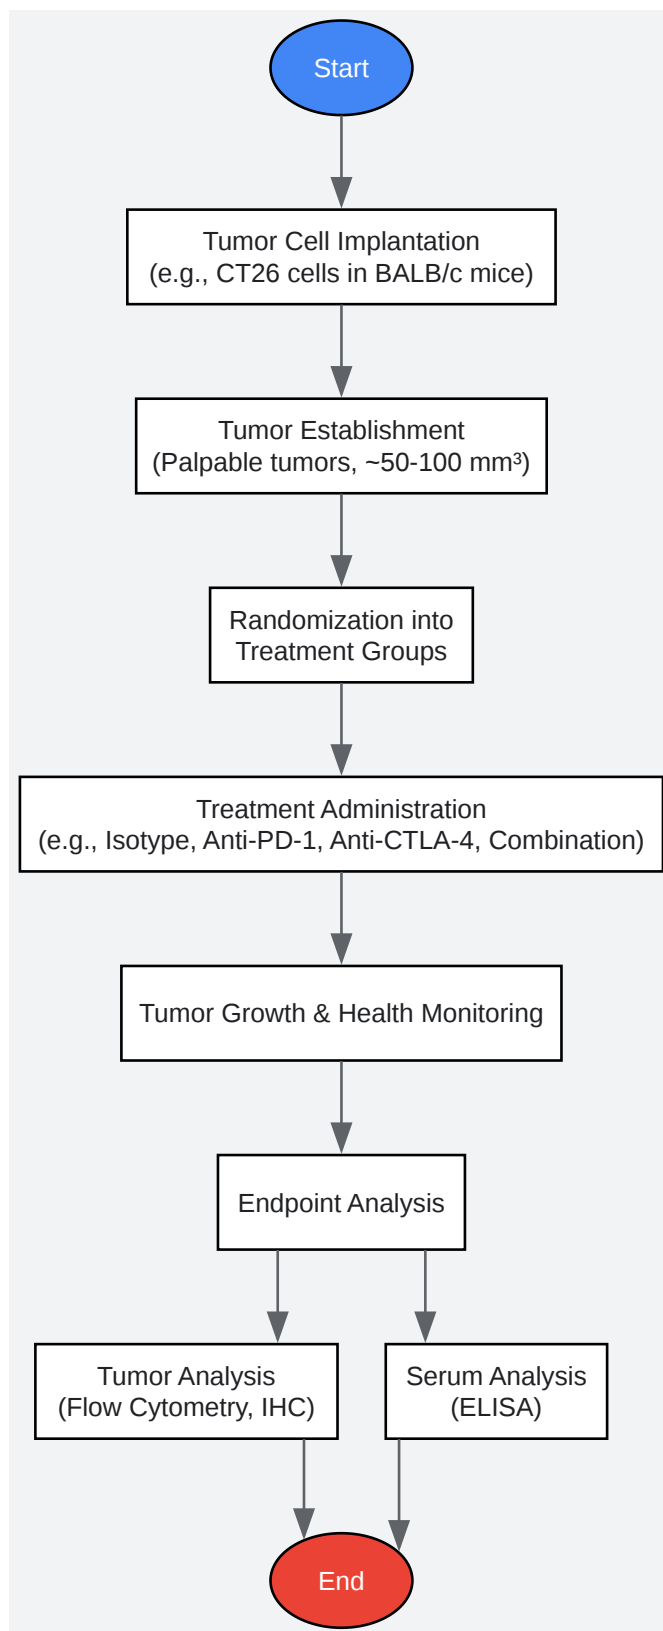 Start
Tumor Cell Implantation
(e.g., CT26 cells in BALB/c mice)
Tumor Establishment
(Palpable tumors, ~50-100 mm³)
Randomization into
Treatment Groups
Treatment Administration
(e.g., Isotype, Anti-PD-1, Anti-CTLA-4, Combination)
Tumor Growth & Health Monitoring
Endpoint Analysis
Tumor Analysis
(Flow Cytometry, IHC)
Serum Analysis
(ELISA)
End